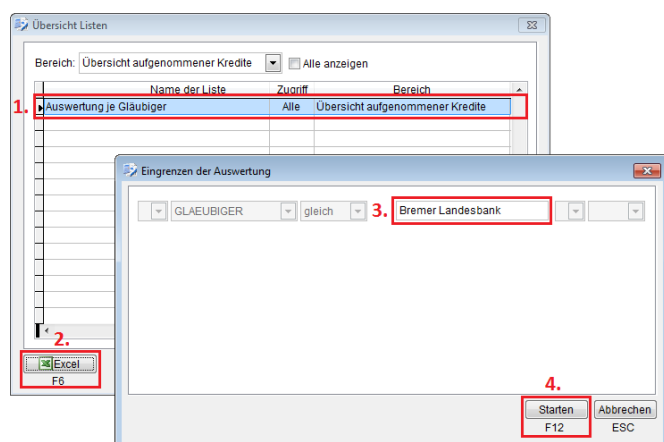 Übersicht Listen
Bereich: Übersicht aufgenommener Kredite Alle anzeigen
Name der Liste Zugriff Bereich
1. Auswertung je Gläubiger Alle Übersicht aufgenommener Kredite
Eingrenzen der Auswertung
GLAEUBIGER gleich 3. Bremer Landesbank
2.
Excel
F6
4.
Starten Abbrechen
F12 ESC